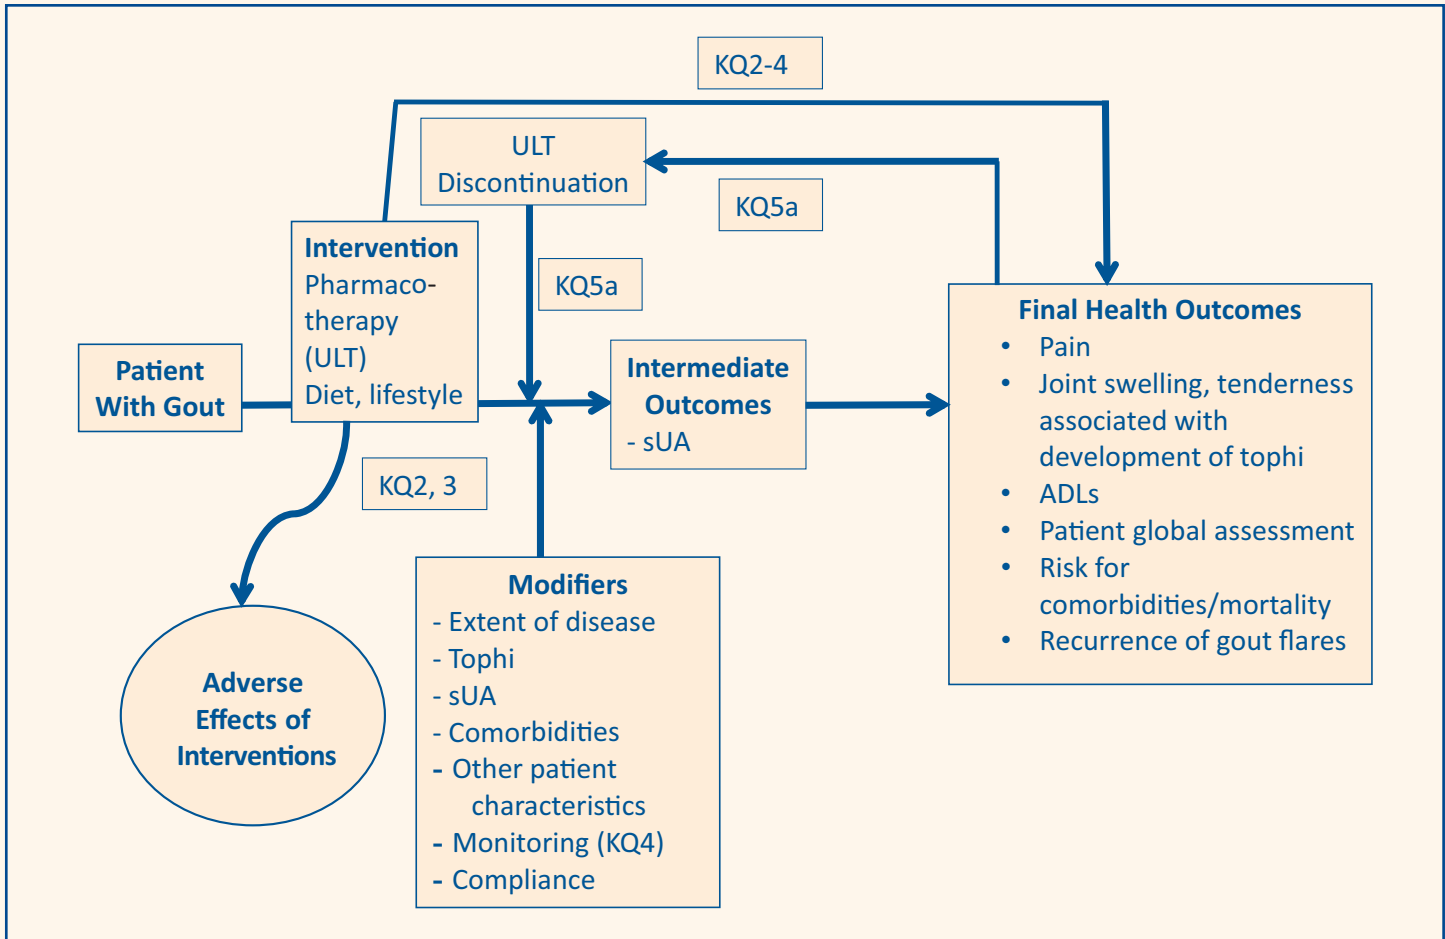 KQ2-4
ULT
Discontinuation
KQ5a
Intervention
Pharmaco-
therapy
(ULT)
Diet, lifestyle
KQ5a
Patient
With Gout
Intermediate
Outcomes
- sUA
Final Health Outcomes
• Pain
• Joint swelling, tenderness
associated with
development of tophi
• ADLs
• Patient global assessment
• Risk for
comorbidities/mortality
• Recurrence of gout flares
KQ2, 3
Modifiers
- Extent of disease
- Tophi
- sUA
- Comorbidities
- Other patient
characteristics
- Monitoring (KQ4)
- Compliance
Adverse
Effects of
Interventions